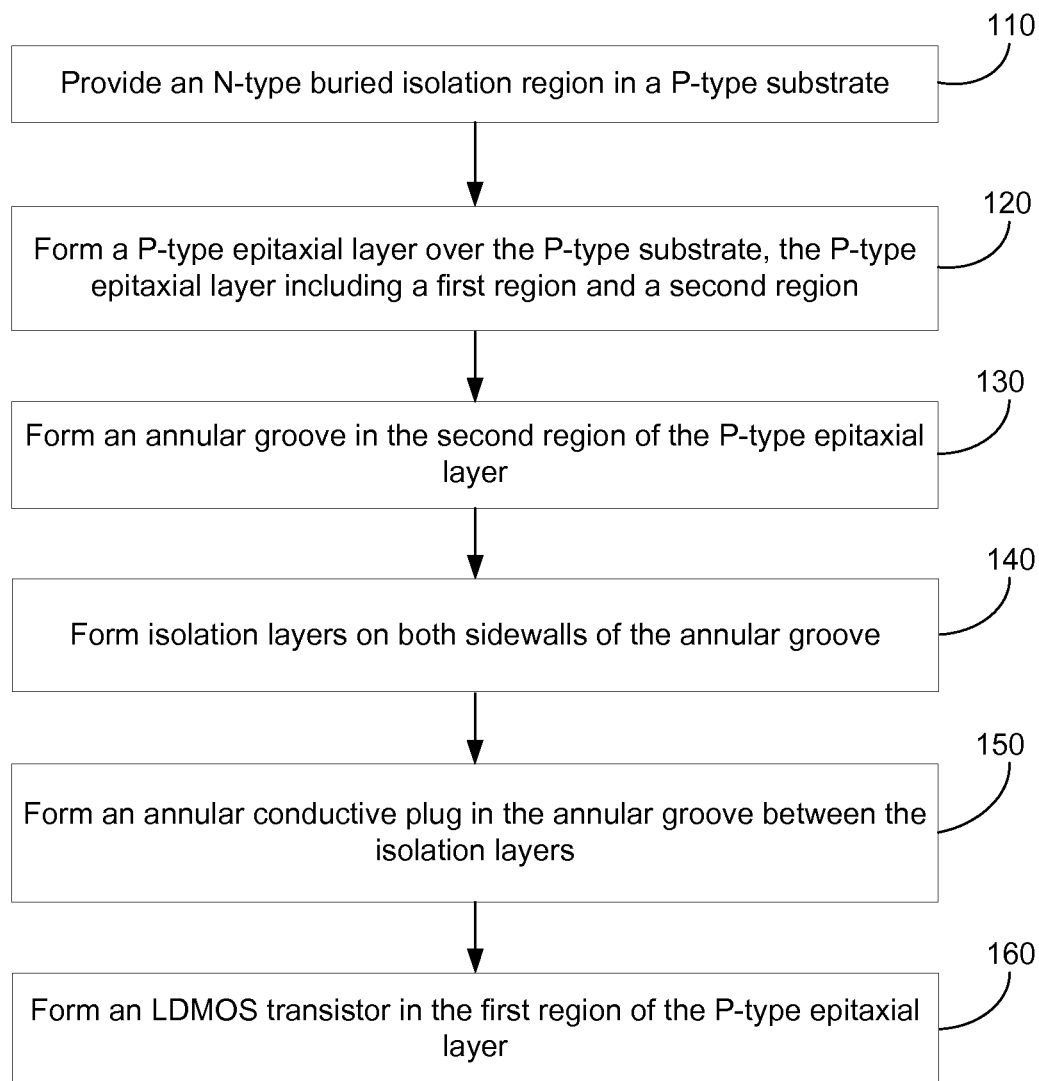 110
Provide an N-type buried isolation region in a P-type substrate
120
Form a P-type epitaxial layer over the P-type substrate, the P-type
epitaxial layer including a first region and a second region
130
Form an annular groove in the second region of the P-type epitaxial
layer
140
Form isolation layers on both sidewalls of the annular groove
150
Form an annular conductive plug in the annular groove between the
isolation layers
160
Form an LDMOS transistor in the first region of the P-type epitaxial
layer